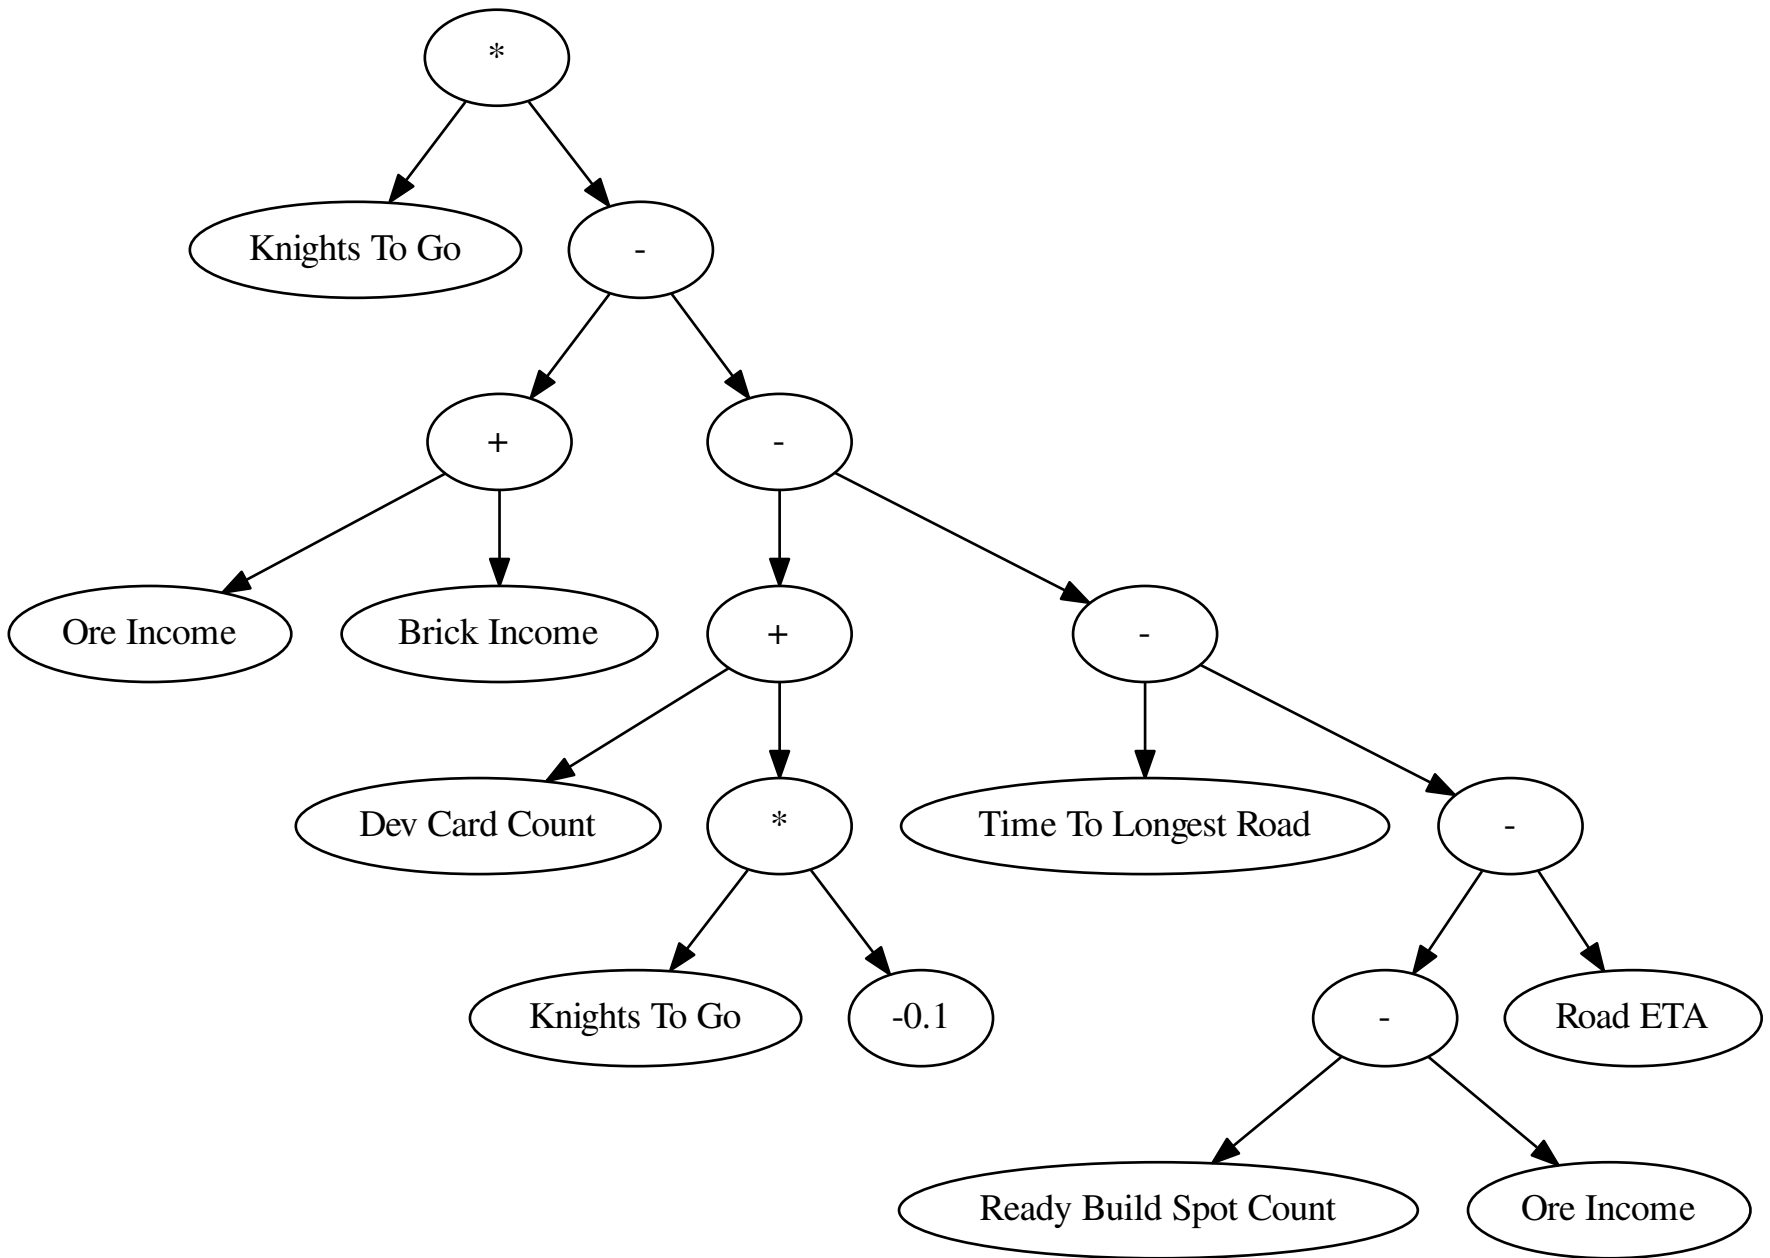 *
Knights To Go
-
+
-
Ore Income
Brick Income
+
-
Dev Card Count
*
Time To Longest Road
-
Knights To Go
-0.1
-
Road ETA
Ready Build Spot Count
Ore Income